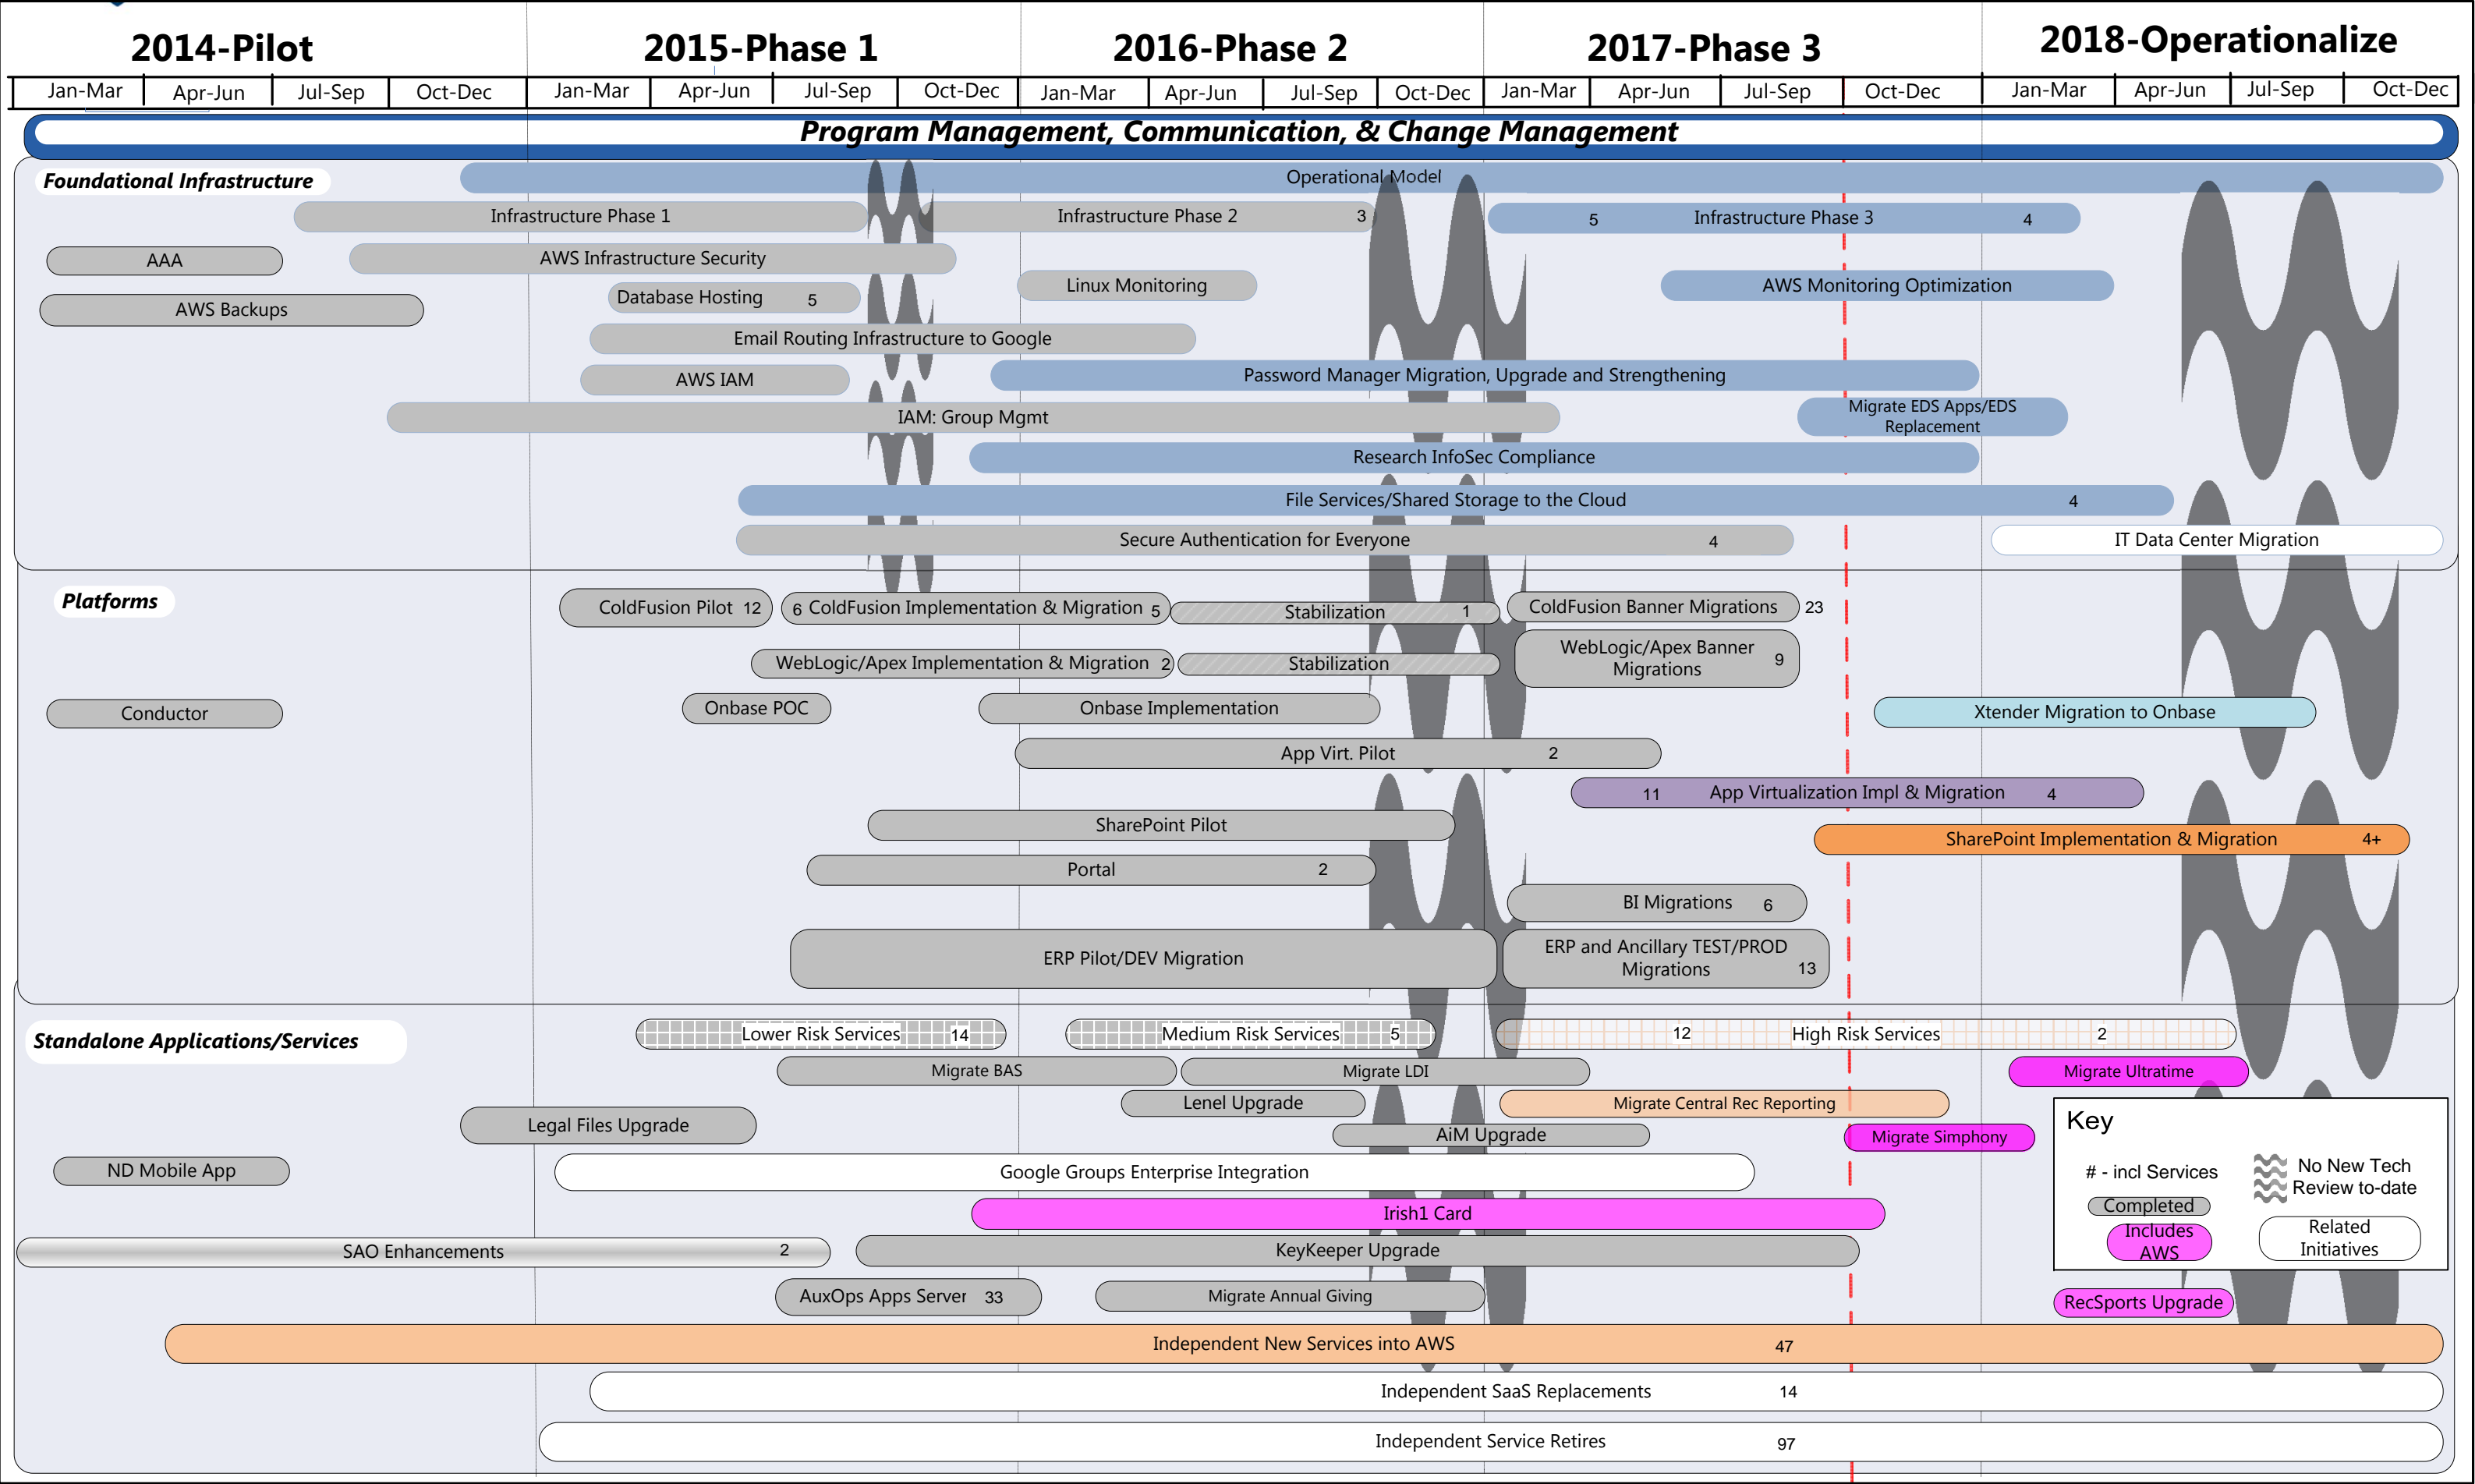 2014-Pilot
2015-Phase 1
2016-Phase 2
2017-Phase 3
2018-Operationalize
Jan-Mar Apr-Jun Jul-Sep Oct-Dec Jan-Mar Apr-Jun Jul-Sep Oct-Dec Jan-Mar Apr-Jun Jul-Sep Oct-Dec Jan-Mar Apr-Jun Jul-Sep Oct-Dec Jan-Mar Apr-Jun Jul-Sep Oct-Dec
Program Management, Communication, & Change Management
Foundational Infrastructure
Operational Model
Infrastructure Phase 1
Infrastructure Phase 2 3
5 Infrastructure Phase 3 4
AAA
AWS Infrastructure Security
Linux Monitoring
AWS Monitoring Optimization
AWS Backups
Database Hosting 5
Email Routing Infrastructure to Google
AWS IAM
Password Manager Migration, Upgrade and Strengthening
IAM: Group Mgmt
Migrate EDS Apps/EDS
Replacement
Research InfoSec Compliance
File Services/Shared Storage to the Cloud 4
Secure Authentication for Everyone 4
IT Data Center Migration
Platforms
ColdFusion Pilot 12
6 ColdFusion Implementation & Migration 5
Stabilization 1
ColdFusion Banner Migrations 23
WebLogic/Apex Implementation & Migration 2
Stabilization
WebLogic/Apex Banner
Migrations 9
Conductor
Onbase POC
Onbase Implementation
Xtender Migration to Onbase
App Virt. Pilot 2
11 App Virtualization Impl & Migration 4
SharePoint Pilot
SharePoint Implementation & Migration 4+
Portal 2
BI Migrations 6
ERP Pilot/DEV Migration
ERP and Ancillary TEST/PROD
Migrations 13
Standalone Applications/Services
Lower Risk Services 14
Medium Risk Services 5
12 High Risk Services 2
Migrate BAS
Migrate LDI
Migrate Ultratime
Lenel Upgrade
Migrate Central Rec Reporting
Legal Files Upgrade
AiM Upgrade
Migrate Simphony
ND Mobile App
Google Groups Enterprise Integration
Irish1 Card
SAO Enhancements 2
KeyKeeper Upgrade
AuxOps Apps Server 33
Migrate Annual Giving
RecSports Upgrade
Key
# - incl Services
No New Tech
Review to-date
Completed
Includes
AWS
Related
Initiatives
Independent New Services into AWS 47
Independent SaaS Replacements 14
Independent Service Retires 97